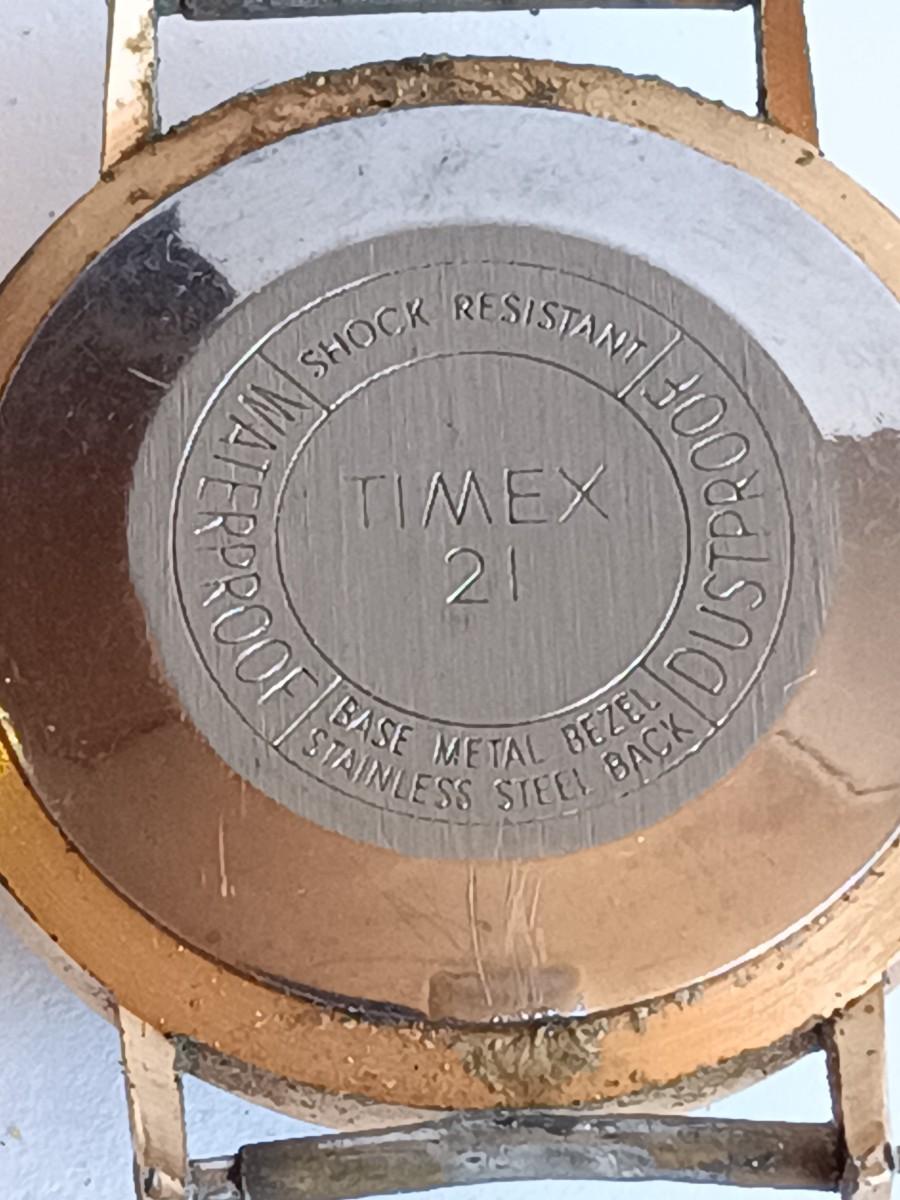 SHOCK RESISTANT
WATERPROOF
DUSTPROOF
TIMEX
21
BASE METAL BEZEL
STAINLESS STEEL BACK